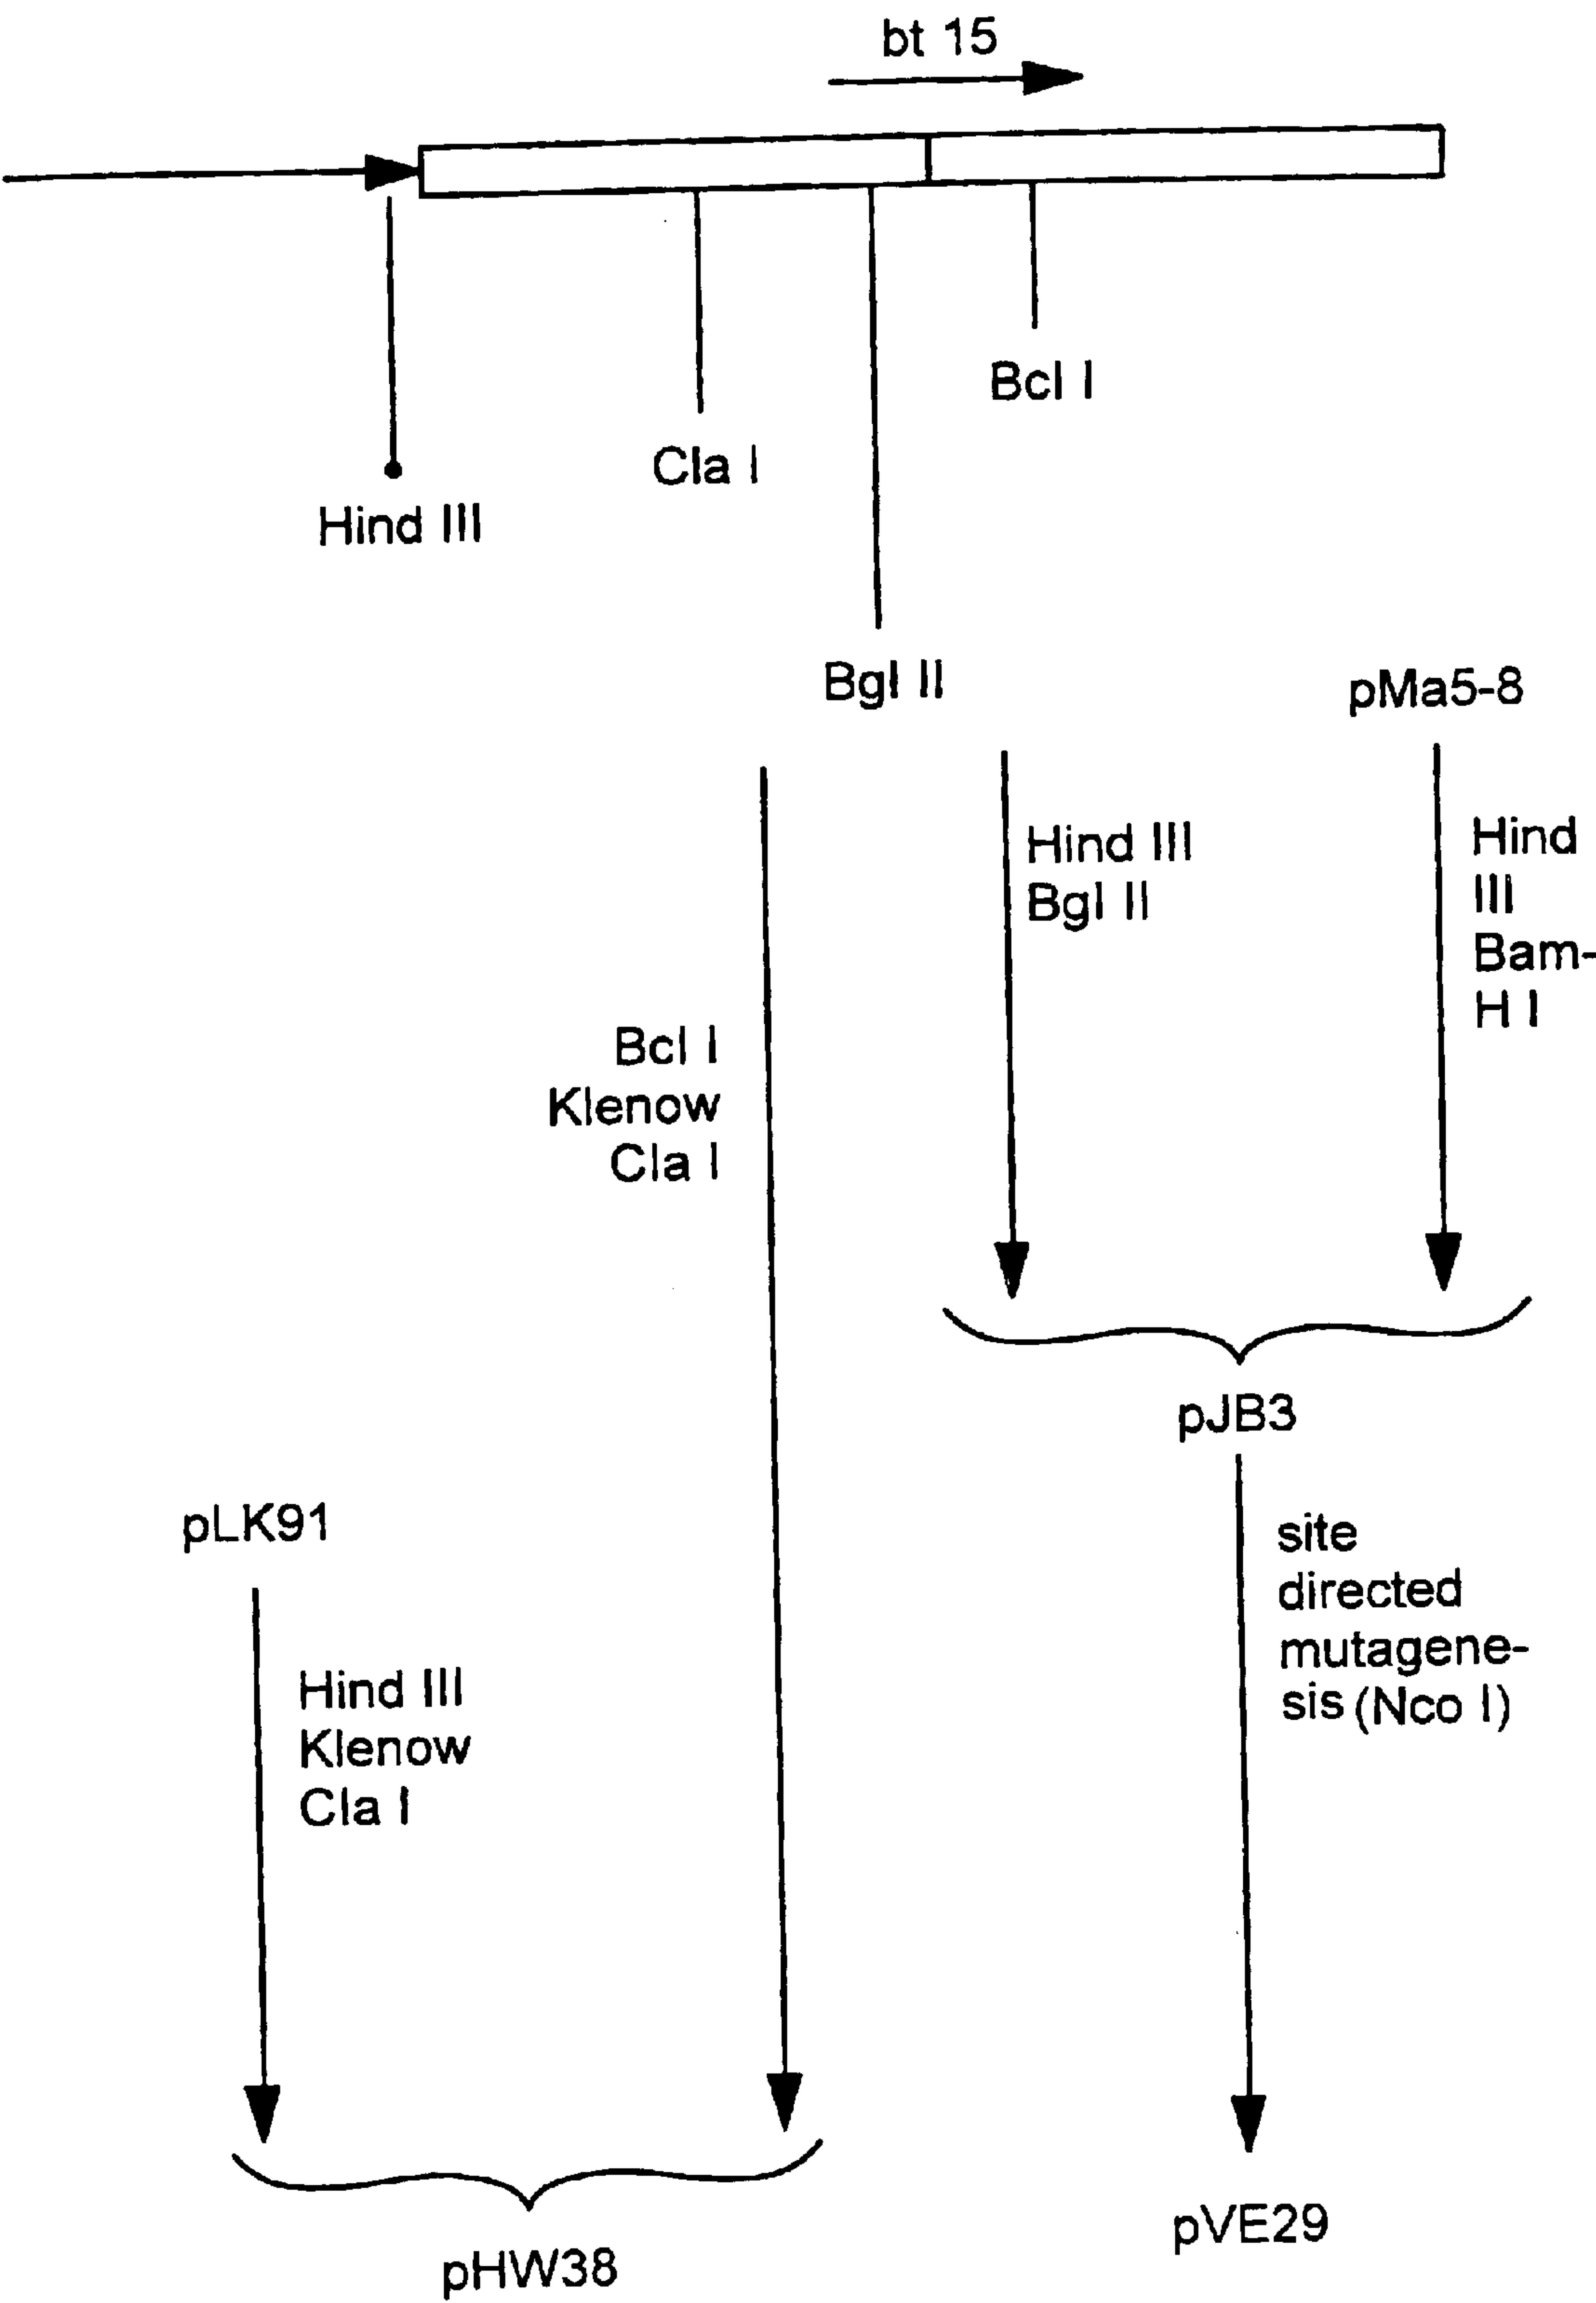 bt 15
Bcl I
Cla I
Hind III
Bgl II
pMa5-8
Hind III
Bgl II
Hind
III
Bam-
H I
Bcl I
Klenow
Cla I
pJB3
pLK91
site
directed
mutagene-
sis (Nco I)
Hind III
Klenow
Cla I
pVE29
pHW38